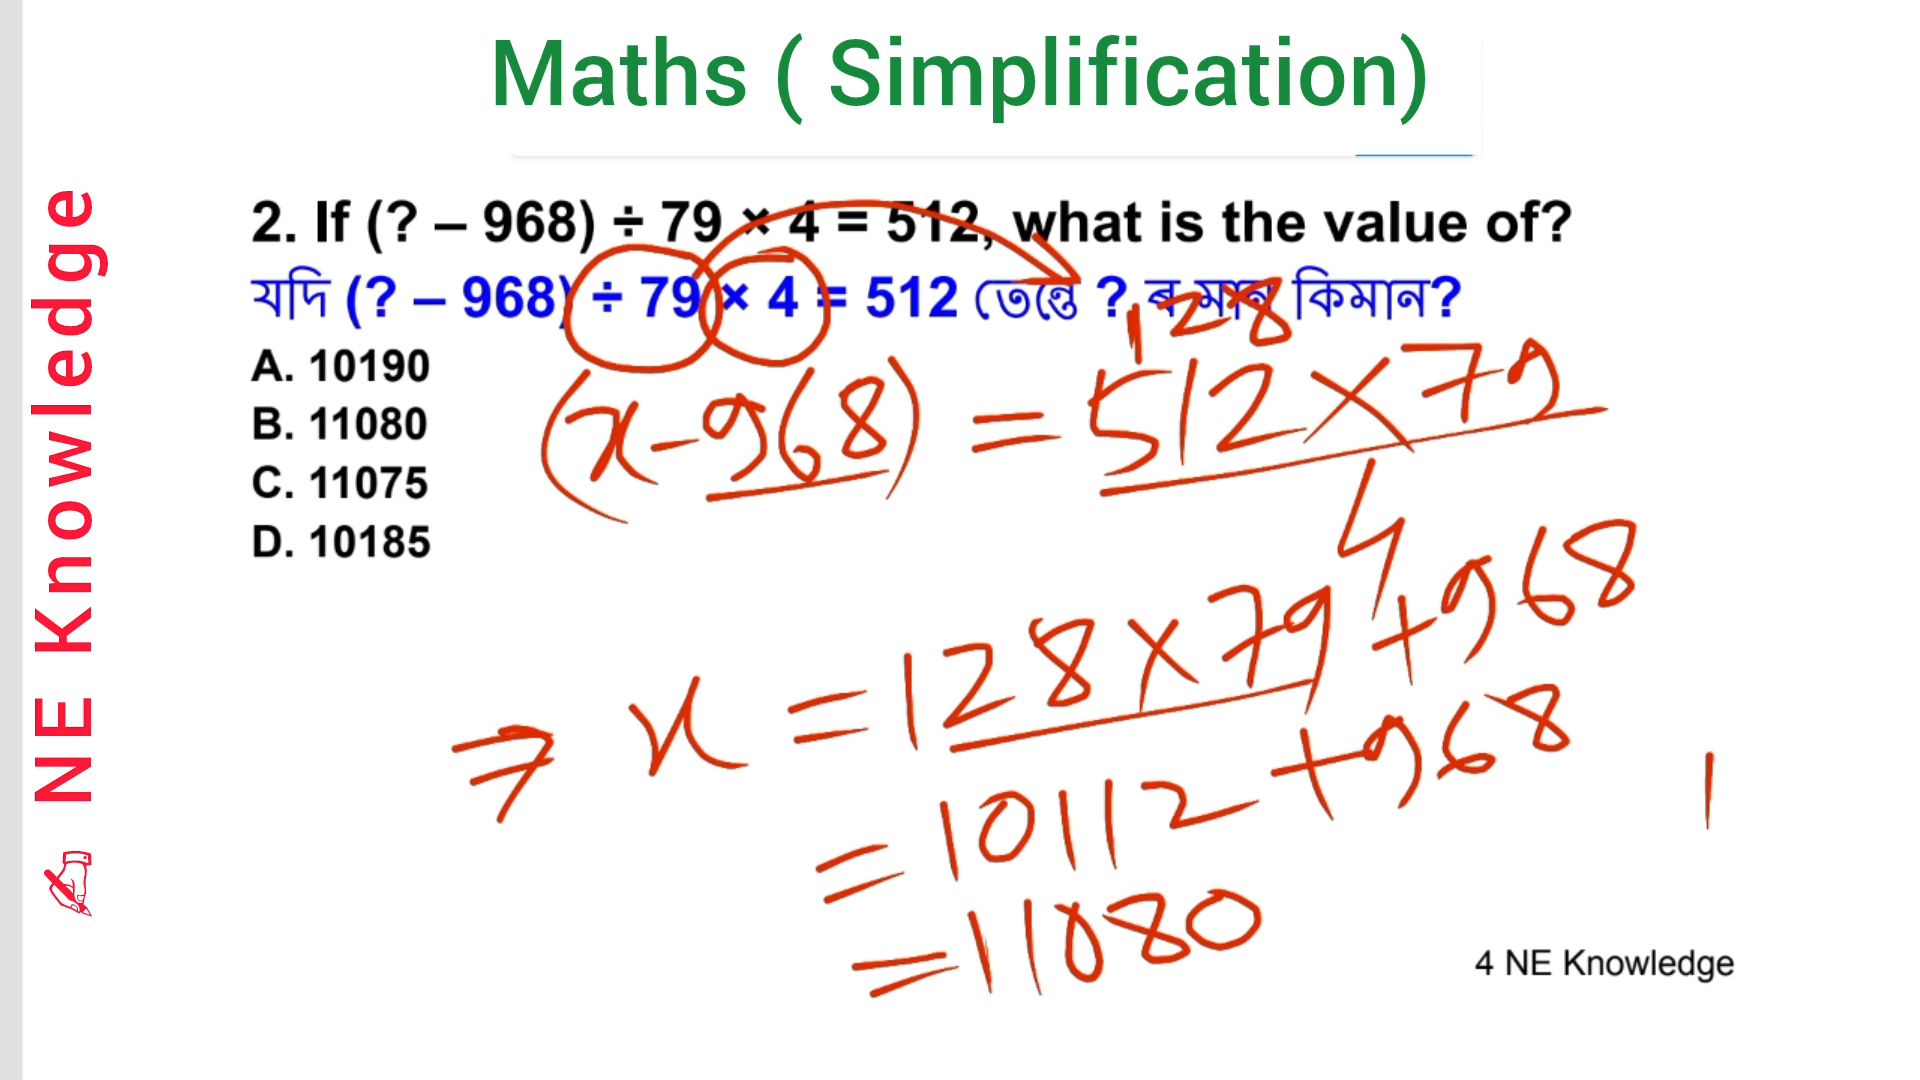 Maths ( Simplification)
✍ NE Knowledge
2. If (? – 968) ÷ 79 × 4 = 512, what is the value of?
যদি (? – 968) ÷ 79 × 4 = 512 তেন্তে ? ৰ মান কিমান?
A. 10190
B. 11080
C. 11075
D. 10185
128
(x - 968) = 512 × 79
4
⇒ x = 128 × 79 + 968
= 10112 + 968
= 11080
4 NE Knowledge